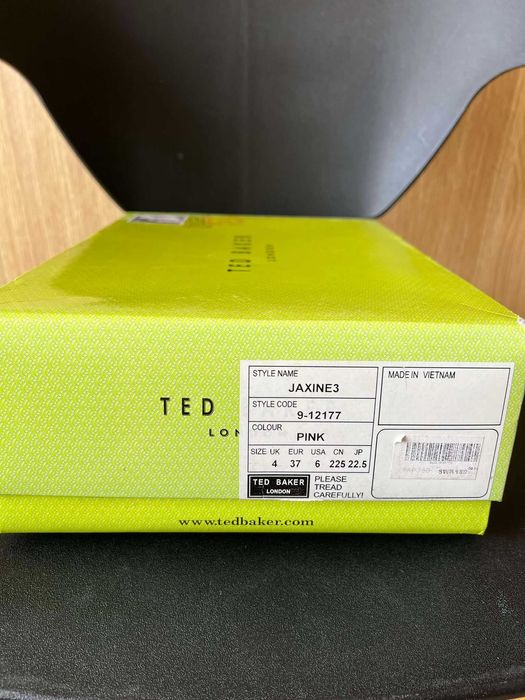 TED BAKER
LONDON
TED
LON
STYLE NAME
JAXINE3
STYLE CODE
9-12177
COLOUR
PINK
SIZE UK EUR USA CN JP
4 37 6 225 22.5
TED BAKER
LONDON
PLEASE
TREAD
CAREFULLY!
MADE IN VIETNAM
www.tedbaker.com